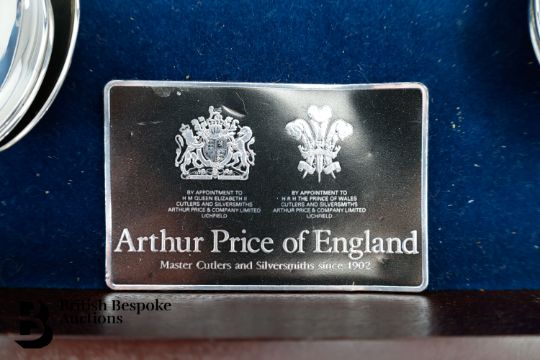 BY APPOINTMENT TO
H M QUEEN ELIZABETH II
CUTLERS AND SILVERSMITHS
ARTHUR PRICE & COMPANY LIMITED
LICHFIELD
BY APPOINTMENT TO
H R H THE PRINCE OF WALES
CUTLERS AND SILVERSMITHS
ARTHUR PRICE & COMPANY LIMITED
LICHFIELD
Arthur Price of England
Master Cutlers and Silversmiths since 1902
British Bespoke
Auctions